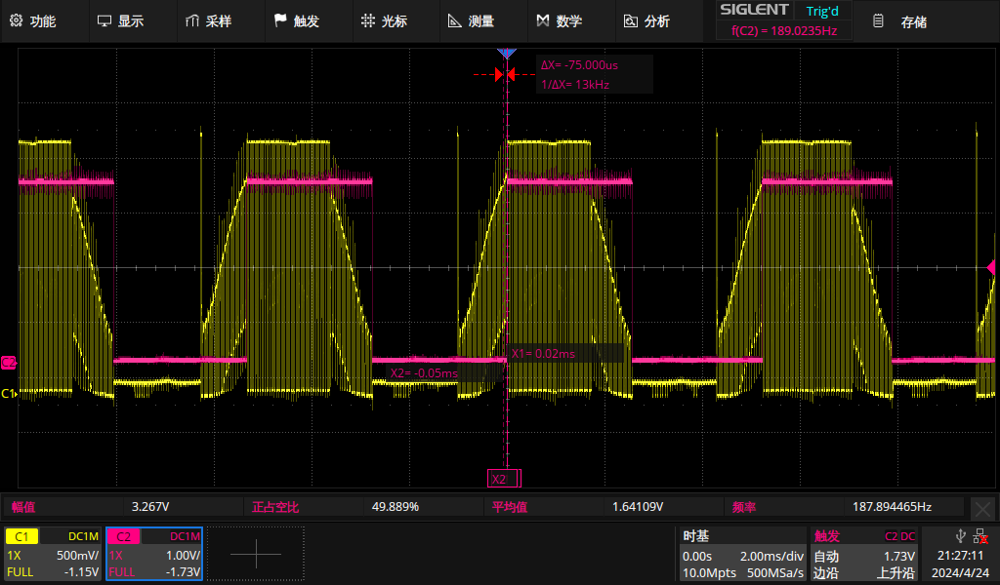 功能 显示 采样 触发 光标 测量 数学 分析 SIGLENT Trig'd 存储
f(C2) = 189.0235Hz
ΔX= -75.000us
1/ΔX= 13kHz
X1= 0.02ms
C2
X2= -0.05ms
C1
X2
幅值 3.267V 正占空比 49.889% 平均值 1.64109V 频率 187.894465Hz
C1 DC1M C2 DC1M 时基 触发 C2 DC
1X 500mV/ 1X 1.00V/ 0.00s 2.00ms/div 自动 1.73V 21:27:11
FULL -1.15V FULL -1.73V 10.0Mpts 500MSa/s 边沿 上升沿 2024/4/24